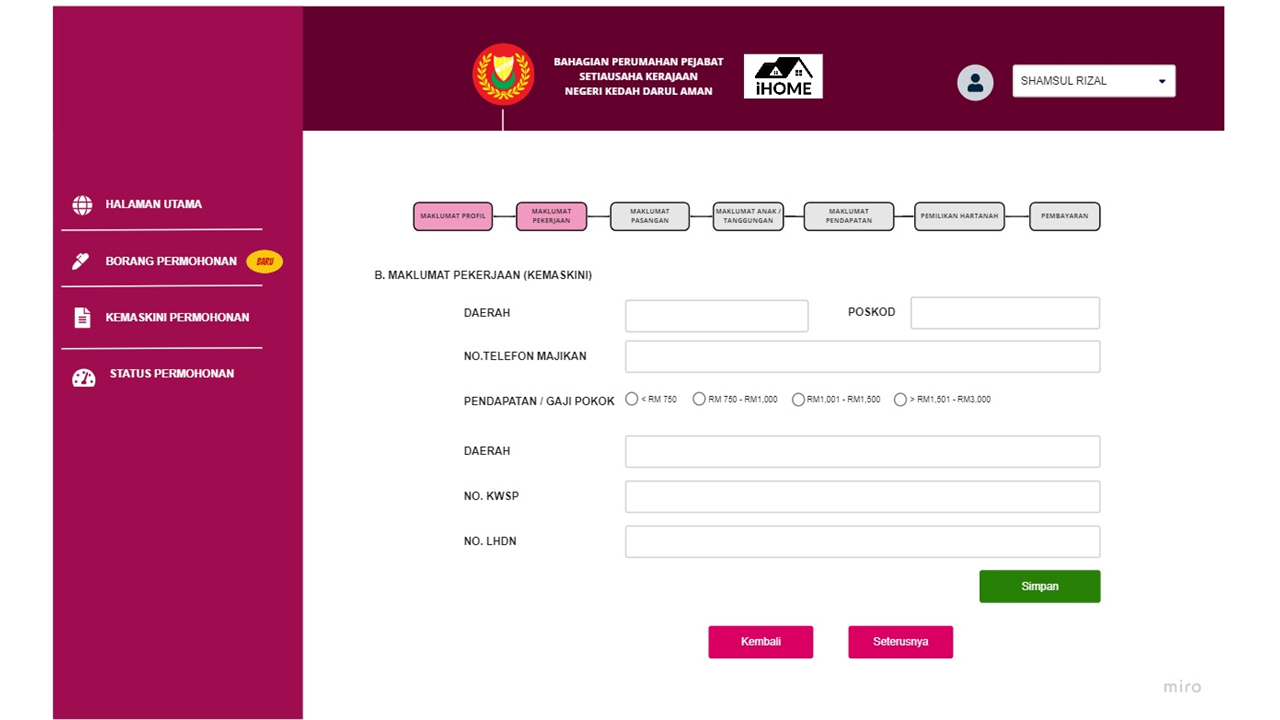 BAHAGIAN PERUMAHAN PEJABAT
SETIAUSAHA KERAJAAN
NEGERI KEDAH DARUL AMAN
iHOME
SHAMSUL RIZAL
HALAMAN UTAMA
BORANG PERMOHONAN
BARU
KEMASKINI PERMOHONAN
STATUS PERMOHONAN
MAKLUMAT PROFIL
MAKLUMAT
PEKERJAAN
MAKLUMAT
PASANGAN
MAKLUMAT ANAK /
TANGGUNGAN
MAKLUMAT
PENDAPATAN
PEMILIKAN HARTANAH
PEMBAYARAN
B. MAKLUMAT PEKERJAAN (KEMASKINI)
DAERAH
POSKOD
NO.TELEFON MAJIKAN
PENDAPATAN / GAJI POKOK
< RM 750
RM 750 - RM1,000
RM1,001 - RM1,500
> RM1,501 - RM3,000
DAERAH
NO. KWSP
NO. LHDN
Simpan
Kembali
Seterusnya
miro